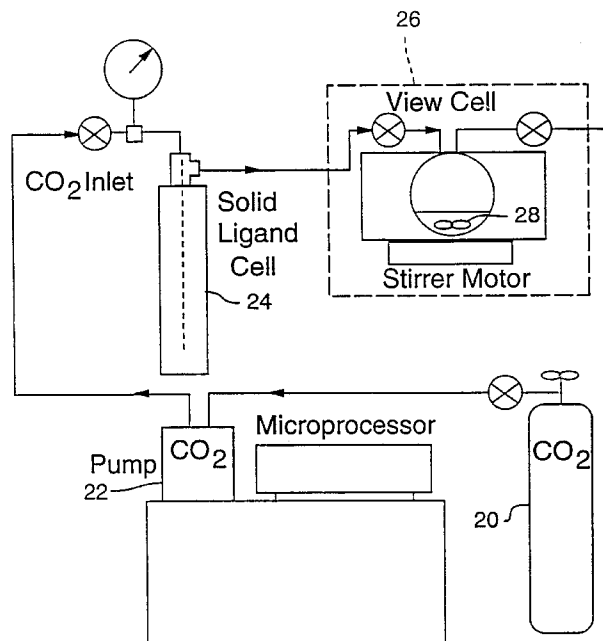 26
View Cell
CO2 Inlet
Solid
Ligand
Cell
28
24
Stirrer Motor
Microprocessor
Pump
22
CO2
CO2
20